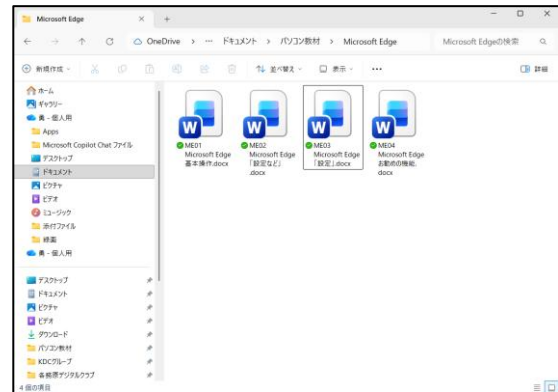 Microsoft Edge
OneDrive > … ドキュメント > パソコン教材 > Microsoft Edge
Microsoft Edgeの検索
新規作成
並べ替え
表示
詳細
ホーム
ギャラリー
勇 - 個人用
Apps
Microsoft Copilot Chat ファイル
デスクトップ
ドキュメント
ピクチャ
ビデオ
ミュージック
添付ファイル
録画
勇 - 個人用
デスクトップ
ドキュメント
ピクチャ
ビデオ
ダウンロード
パソコン教材
KDCグループ
各務原デジタルクラブ
ME01
Microsoft Edge
基本操作.docx
ME02
Microsoft Edge
「設定など」
.docx
ME03
Microsoft Edge
「設定」.docx
ME04
Microsoft Edge
お勧めの機能.
docx
4 個の項目